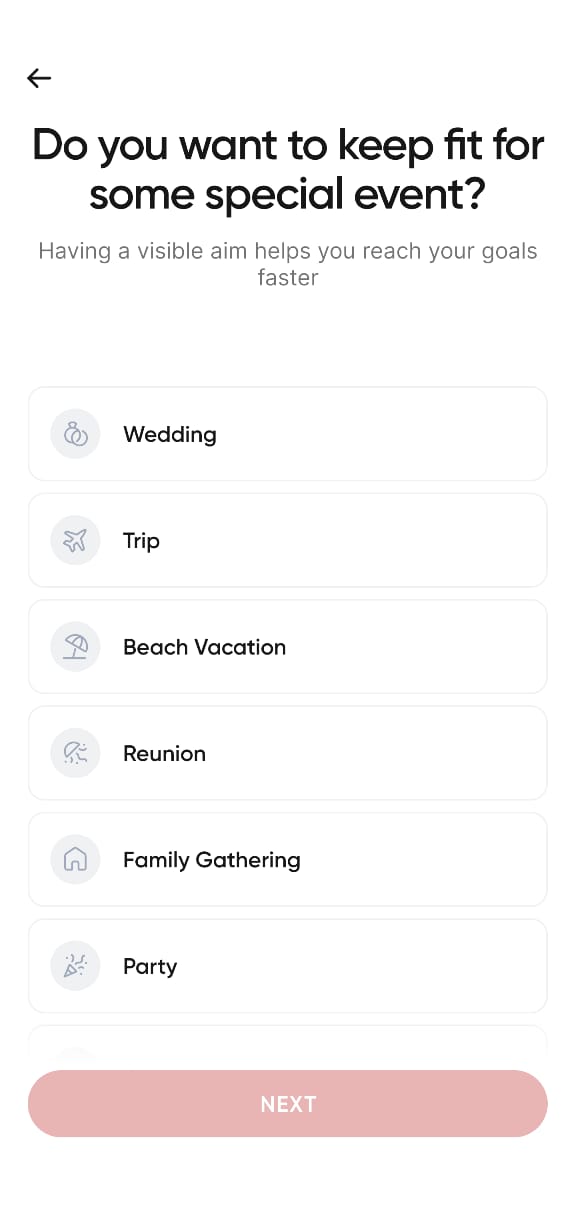 Do you want to keep fit for
some special event?
Having a visible aim helps you reach your goals
faster
Wedding
Trip
Beach Vacation
Reunion
Family Gathering
Party
NEXT